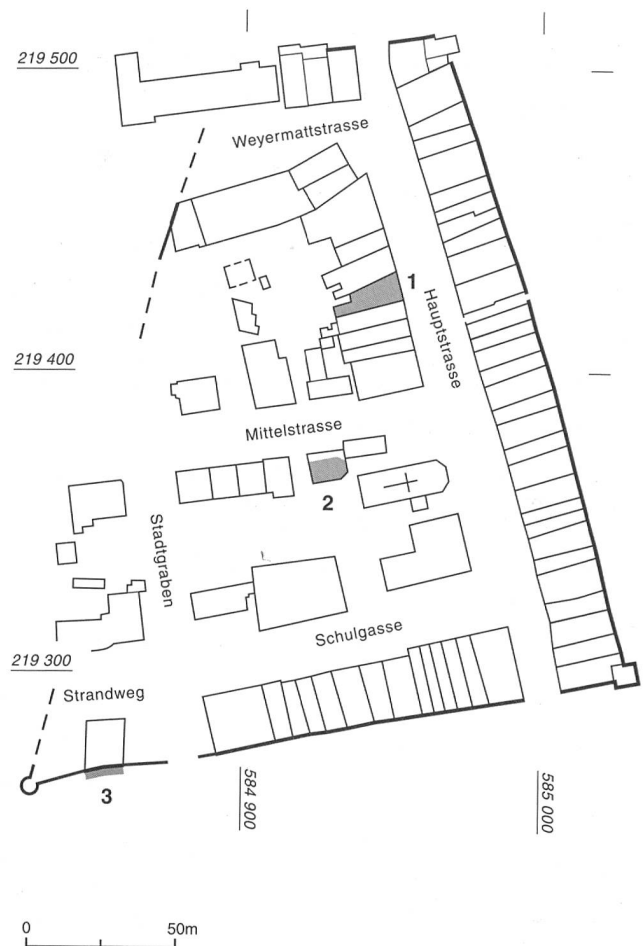 219 500
Weyermattstrasse
1
Hauptstrasse
219 400
Mittelstrasse
2
Stadtgraben
Schulgasse
219 300
Strandweg
3
584 900
585 000
0
50m